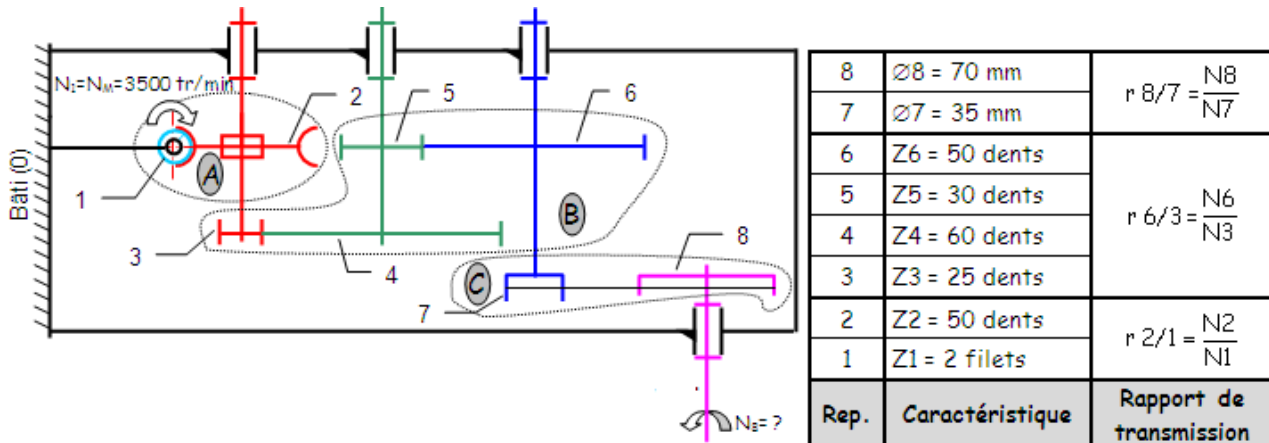 N1=NM=3500 tr/min
2
5
6
Bâti (0)
1
A
B
3
4
C
7
8
N8= ?
8 Ø8 = 70 mm r 8/7 = N8/N7
7 Ø7 = 35 mm
6 Z6 = 50 dents r 6/3 = N6/N3
5 Z5 = 30 dents
4 Z4 = 60 dents
3 Z3 = 25 dents
2 Z2 = 50 dents r 2/1 = N2/N1
1 Z1 = 2 filets
Rep. Caractéristique Rapport de
transmission